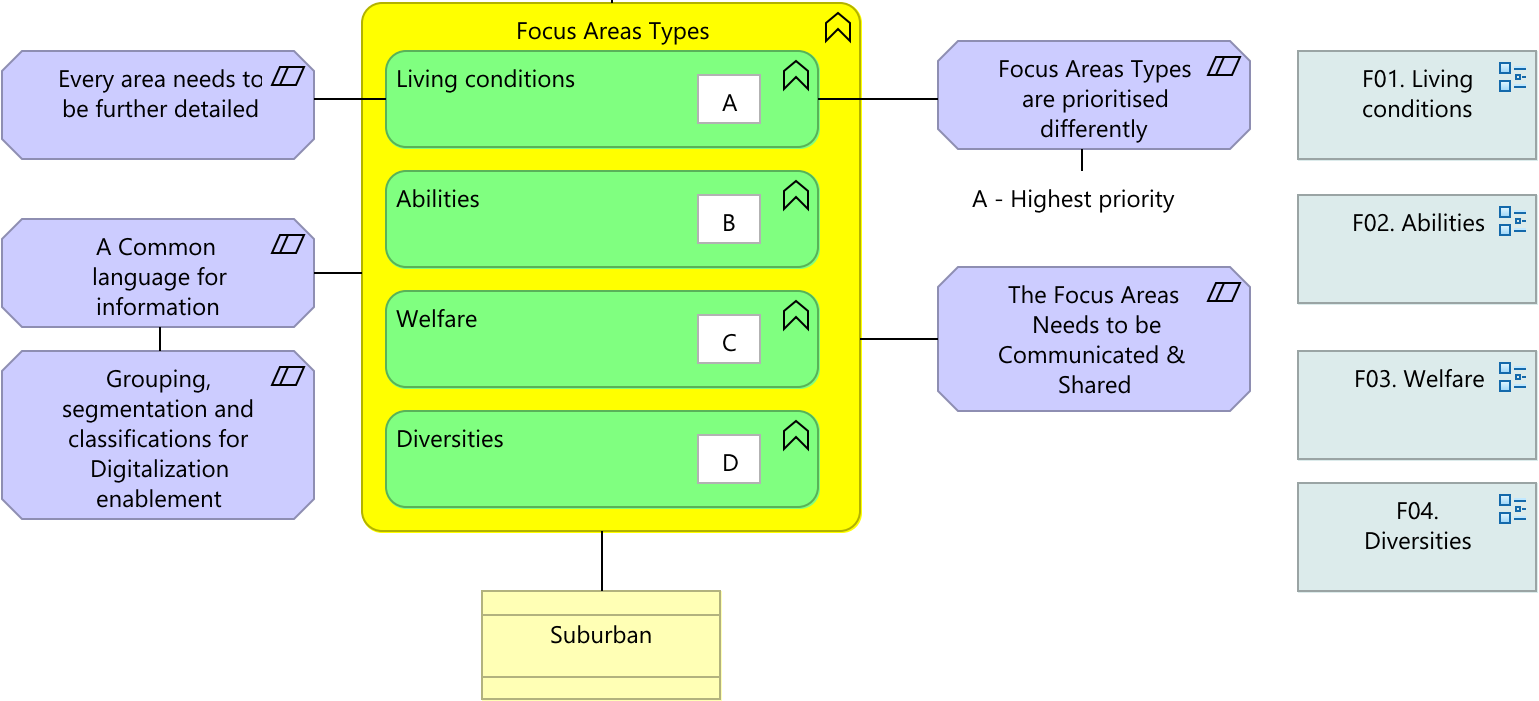 Focus Areas Types
Every area needs to
be further detailed
Living conditions
A
Focus Areas Types
are prioritised
differently
A - Highest priority
Abilities
B
A Common
language for
information
Welfare
C
The Focus Areas
Needs to be
Communicated &
Shared
Grouping,
segmentation and
classifications for
Digitalization
enablement
Diversities
D
Suburban
F01. Living
conditions
F02. Abilities
F03. Welfare
F04.
Diversities